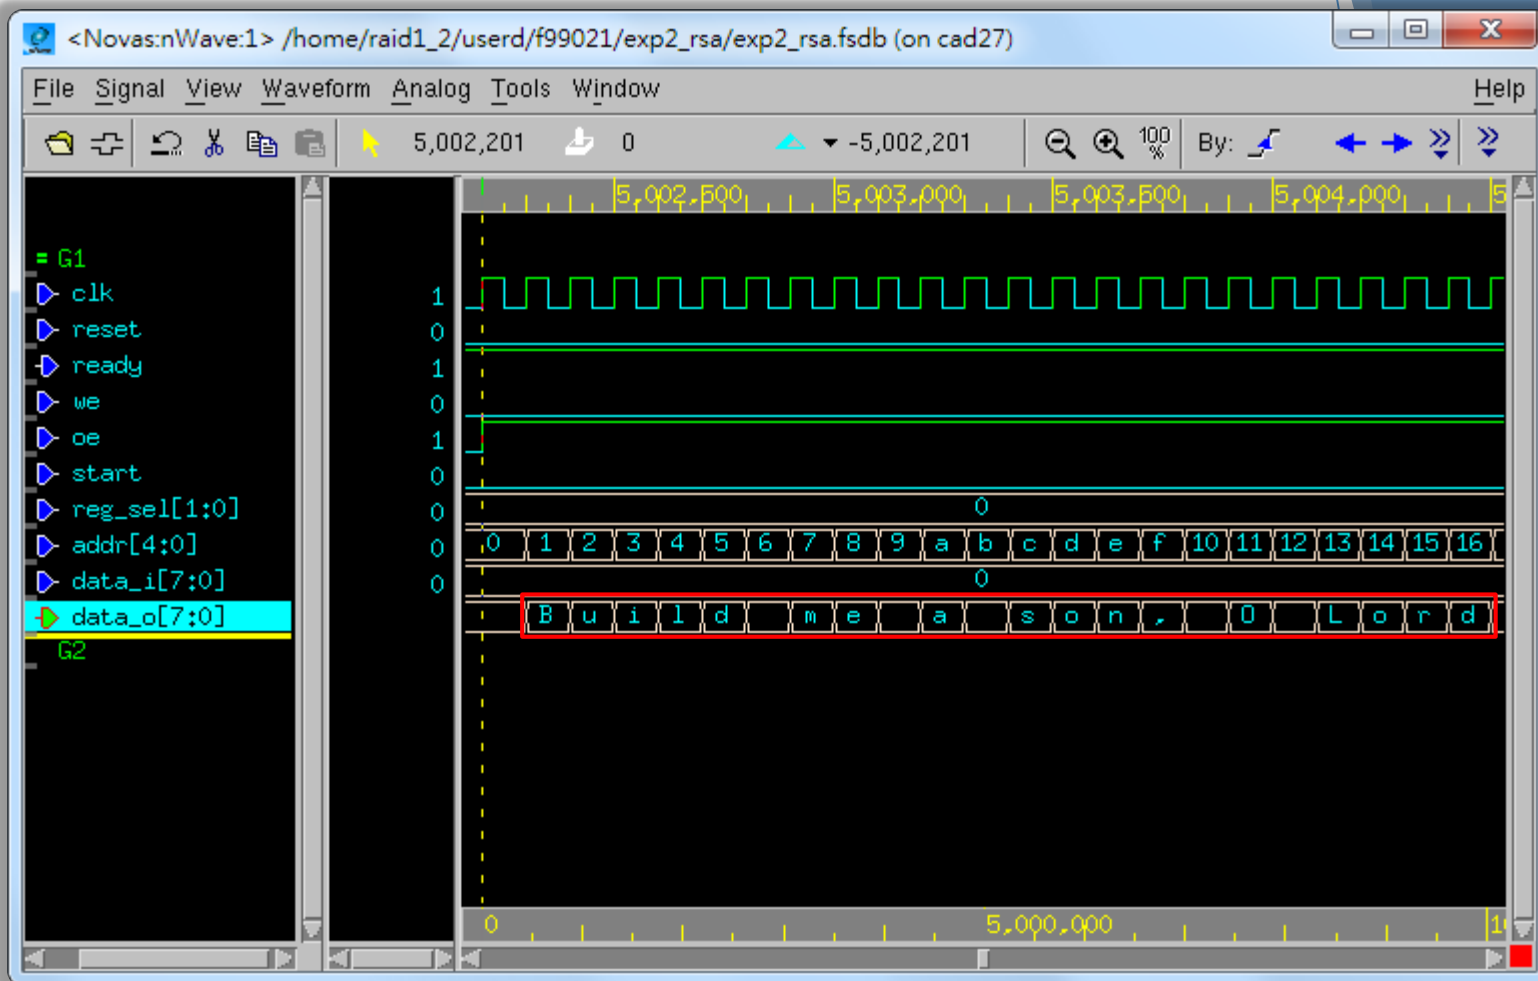 <Novas:nWave:1> /home/raid1_2/userd/f99021/exp2_rsa/exp2_rsa.fsdb (on cad27)
File Signal View Waveform Analog Tools Window Help
5,002,201 0 -5,002,201 100 % By:
5,002,500 5,003,000 5,003,500 5,004,000 5
= G1
clk 1
reset 0
ready 1
we 0
oe 1
start 0
reg_sel[1:0] 0 0
addr[4:0] 0 0 1 2 3 4 5 6 7 8 9 a b c d e f 10 11 12 13 14 15 16
data_i[7:0] 0 0
data_o[7:0] B u i l d m e a s o n , O L o r d
G2
0 5,000,000 1